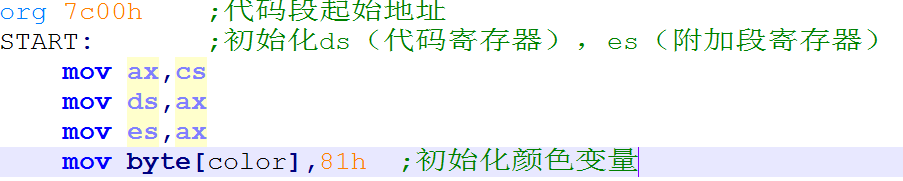 org 7c00h    ;代码段起始地址
START:       ;初始化ds（代码寄存器），es（附加段寄存器）
    mov ax,cs
    mov ds,ax
    mov es,ax
    mov byte[color],81h  ;初始化颜色变量